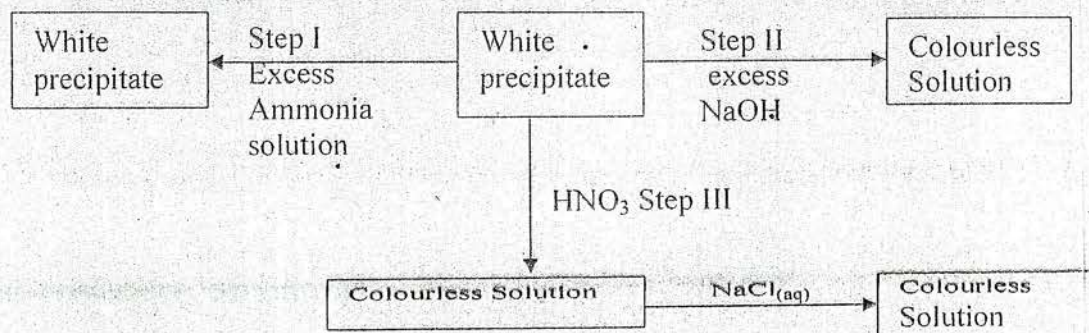 White
precipitate
Step I
Excess
Ammonia
solution
White
precipitate
Step II
excess
NaOH
Colourless
Solution
HNO₃ Step III
Colourless Solution
NaCl(aq)
Colourless
Solution